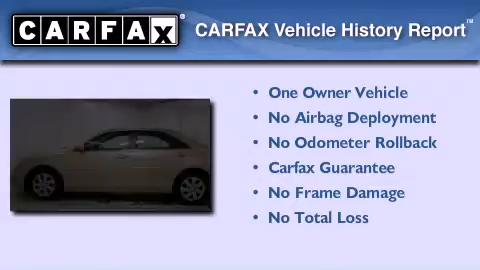 CARFAX®
CARFAX Vehicle History Report™
• One Owner Vehicle
• No Airbag Deployment
• No Odometer Rollback
• Carfax Guarantee
• No Frame Damage
• No Total Loss